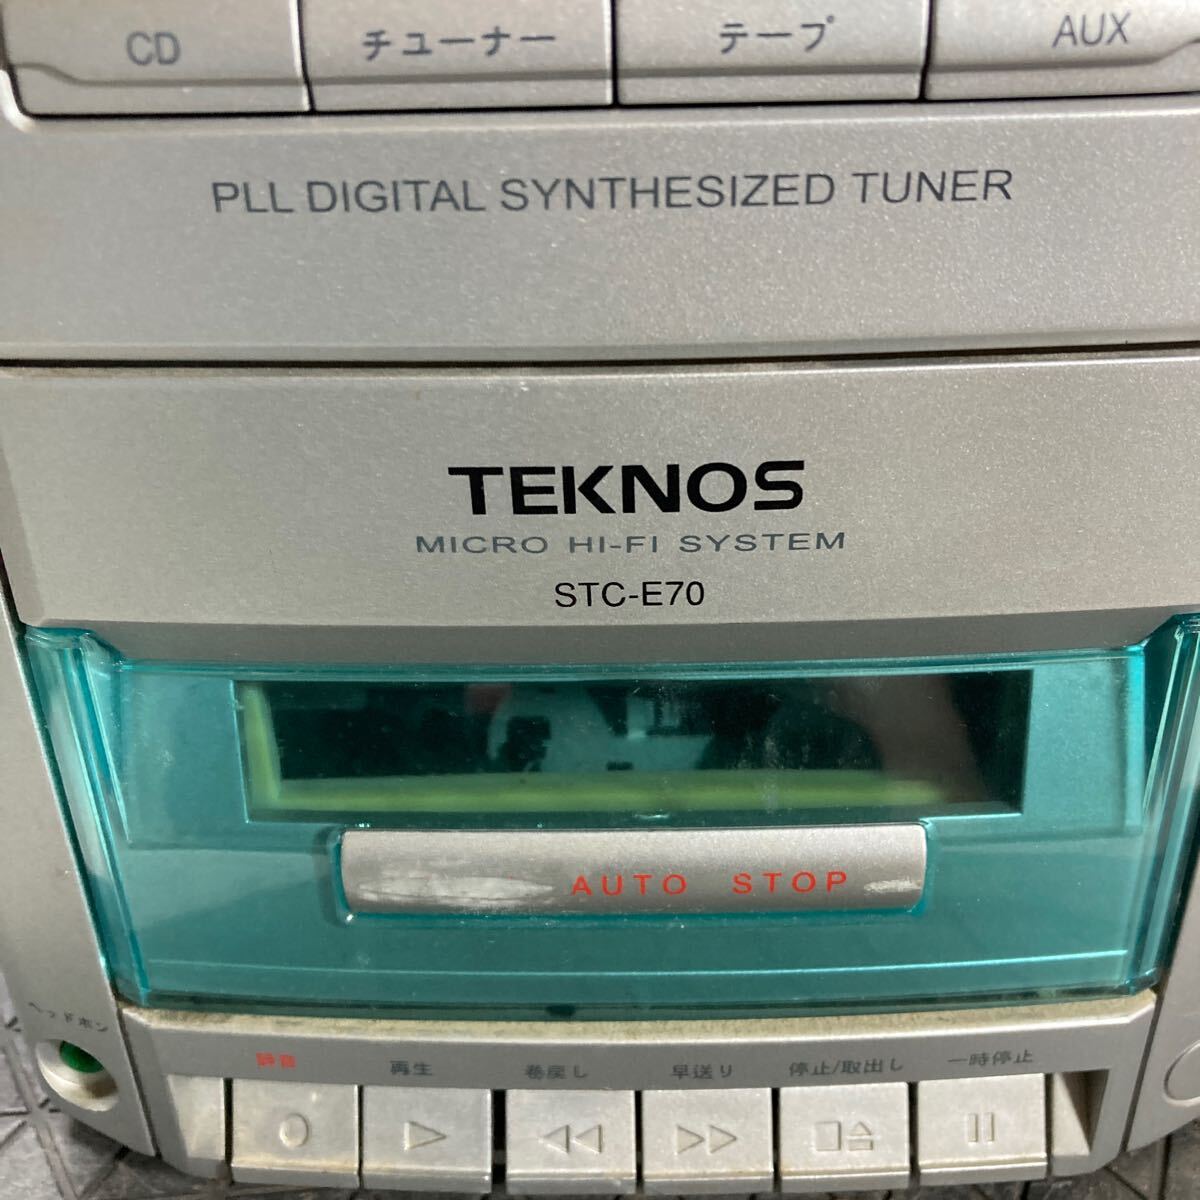 CD チューナー テープ AUX
PLL DIGITAL SYNTHESIZED TUNER
TEKNOS
MICRO HI-FI SYSTEM
STC-E70
AUTO STOP
ヘッドホン
再生 巻戻し 早送り 停止/取出し 一時停止